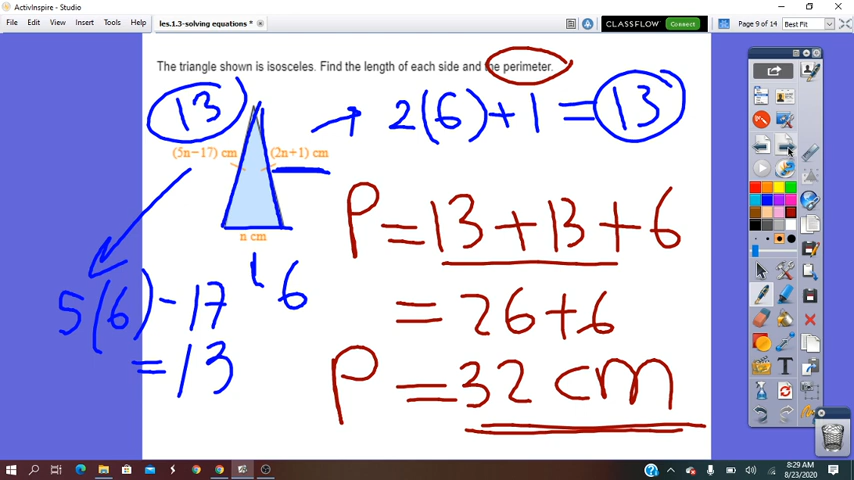 ActivInspire - Studio
File Edit View Insert Tools Help
les.1.3-solving equations *
CLASSFLOW Connect
Page 9 of 14
Best Fit
The triangle shown is isosceles. Find the length of each side and the perimeter.
13
→ 2(6)+1 = 13
(5n−17) cm
(2n+1) cm
n cm
6
5(6)-17
=13
P=13+13+6
=26+6
P=32 cm
8:29 AM
8/23/2020